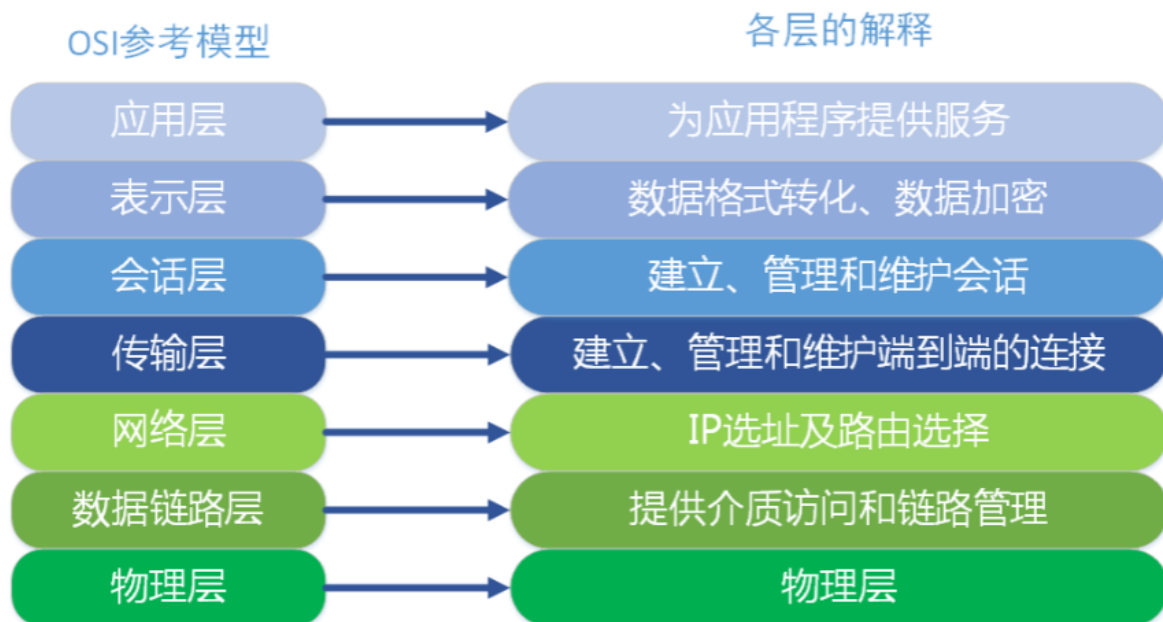 OSI参考模型
各层的解释
应用层
为应用程序提供服务
表示层
数据格式转化、数据加密
会话层
建立、管理和维护会话
传输层
建立、管理和维护端到端的连接
网络层
IP选址及路由选择
数据链路层
提供介质访问和链路管理
物理层
物理层